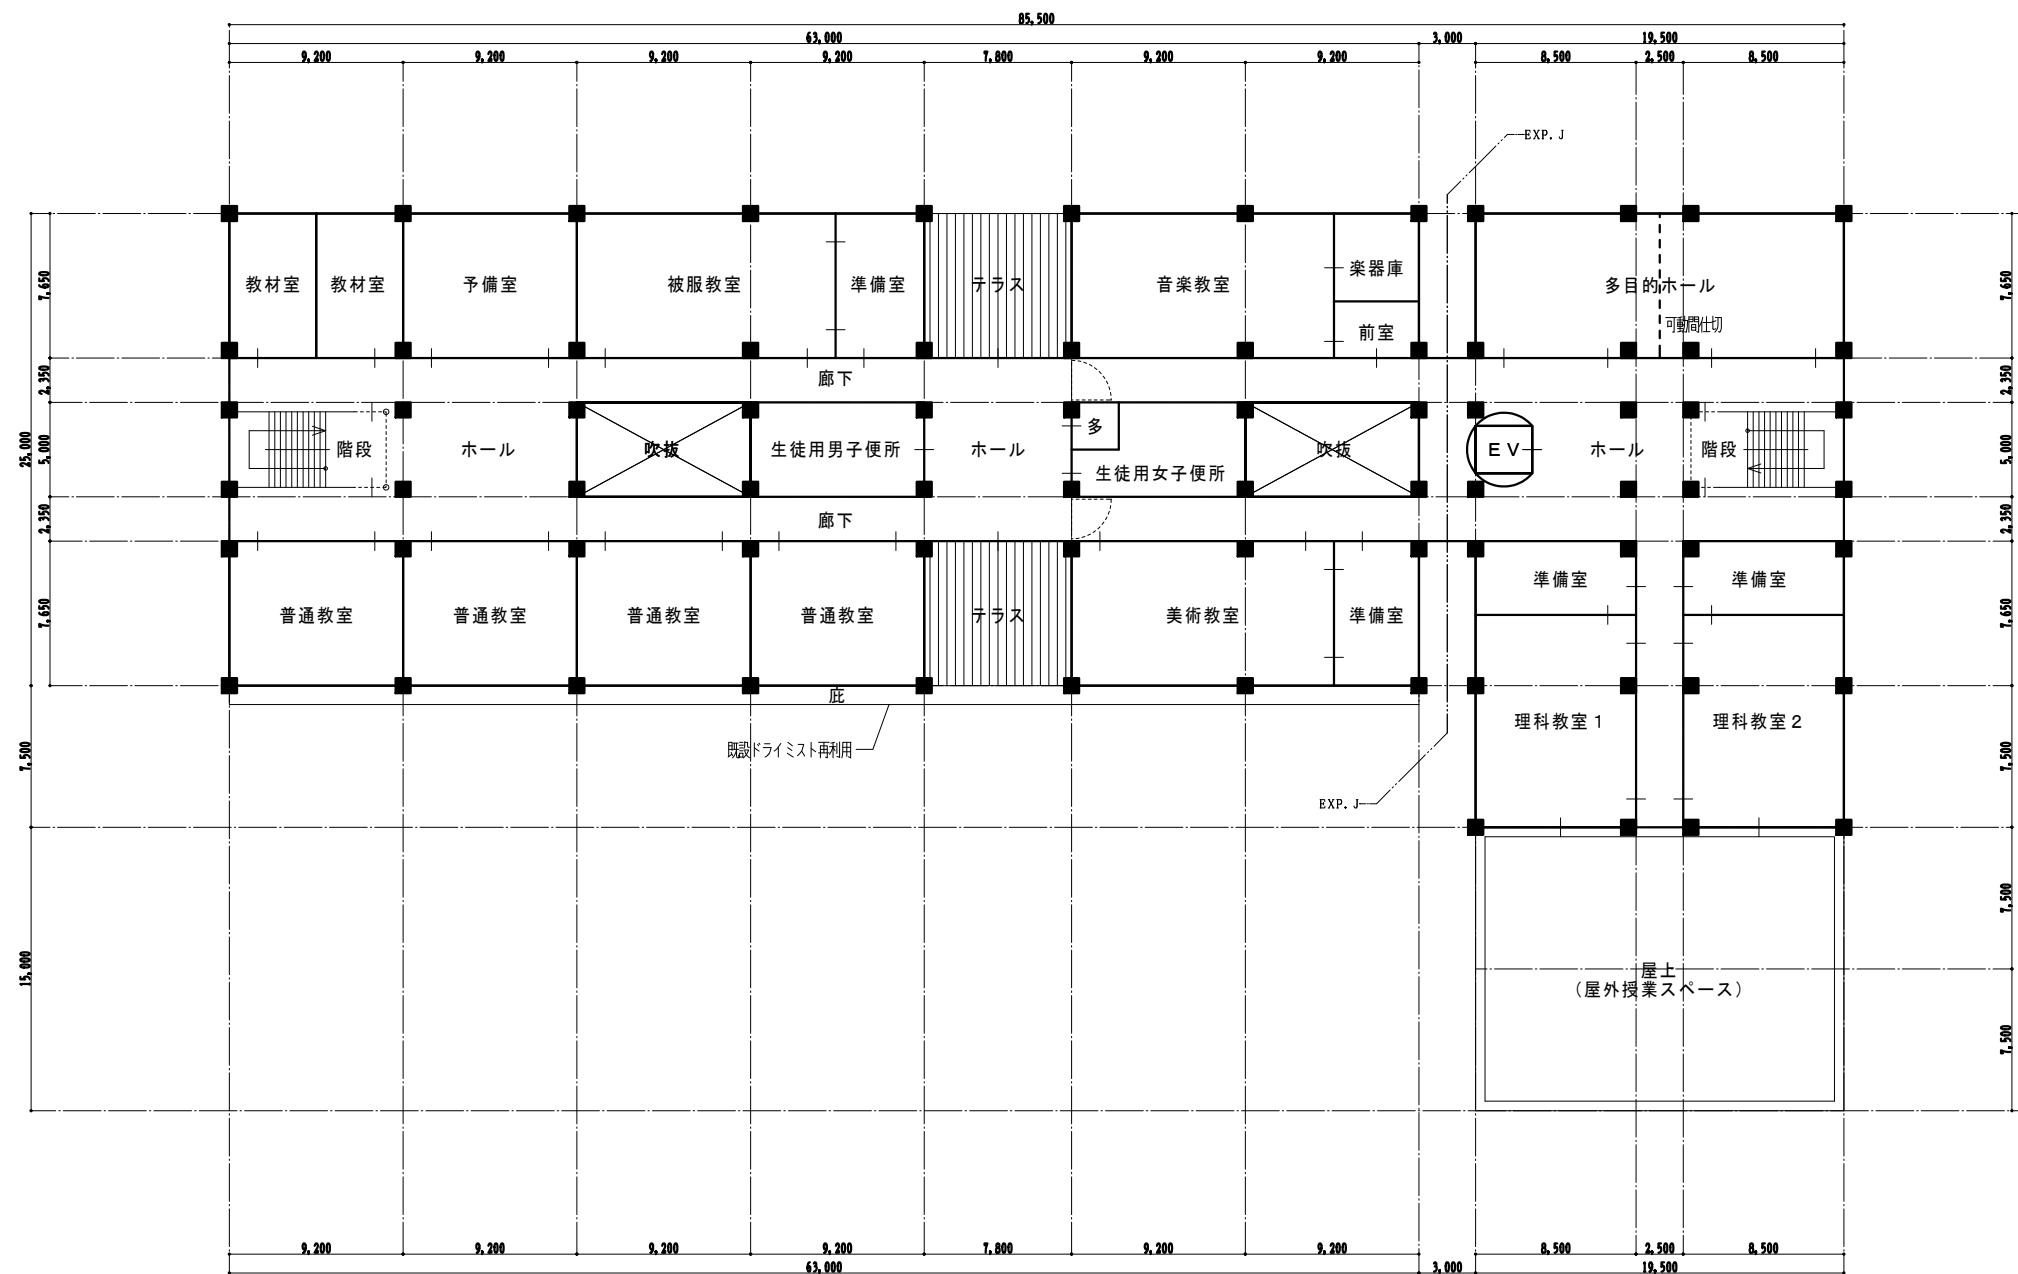 85,500
63,000
3,000
19,500
9,200
9,200
9,200
9,200
7,800
9,200
9,200
8,500
2,500
8,500
EXP. J
7,650
教材室
教材室
予備室
被服教室
準備室
テラス
音楽教室
楽器庫
前室
多目的ホール
可動間仕切
7,650
2,350
廊下
2,350
25,000
5,000
階段
ホール
吹抜
生徒用男子便所
ホール
多
生徒用女子便所
吹抜
EV
ホール
階段
5,000
2,350
廊下
2,350
7,650
普通教室
普通教室
普通教室
普通教室
テラス
美術教室
準備室
準備室
準備室
7,650
庇
既設ドライミスト再利用
理科教室1
理科教室2
7,500
7,500
EXP. J
15,000
屋上
(屋外授業スペース)
7,500
7,500
9,200
9,200
9,200
9,200
7,800
9,200
9,200
8,500
2,500
8,500
63,000
3,000
19,500